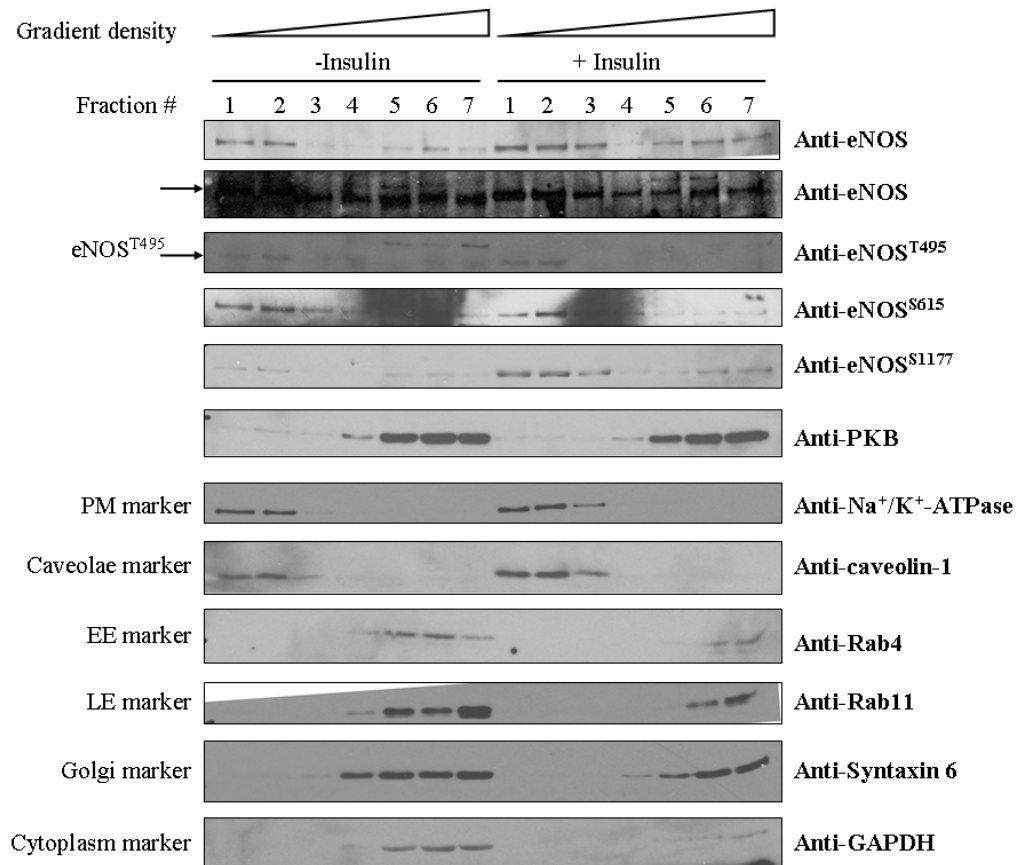 Gradient density
-Insulin + Insulin
Fraction # 1 2 3 4 5 6 7 1 2 3 4 5 6 7
Anti-eNOS
Anti-eNOS
eNOS^T495 Anti-eNOS^T495
Anti-eNOS^S615
Anti-eNOS^S1177
Anti-PKB
PM marker Anti-Na⁺/K⁺-ATPase
Caveolae marker Anti-caveolin-1
EE marker Anti-Rab4
LE marker Anti-Rab11
Golgi marker Anti-Syntaxin 6
Cytoplasm marker Anti-GAPDH